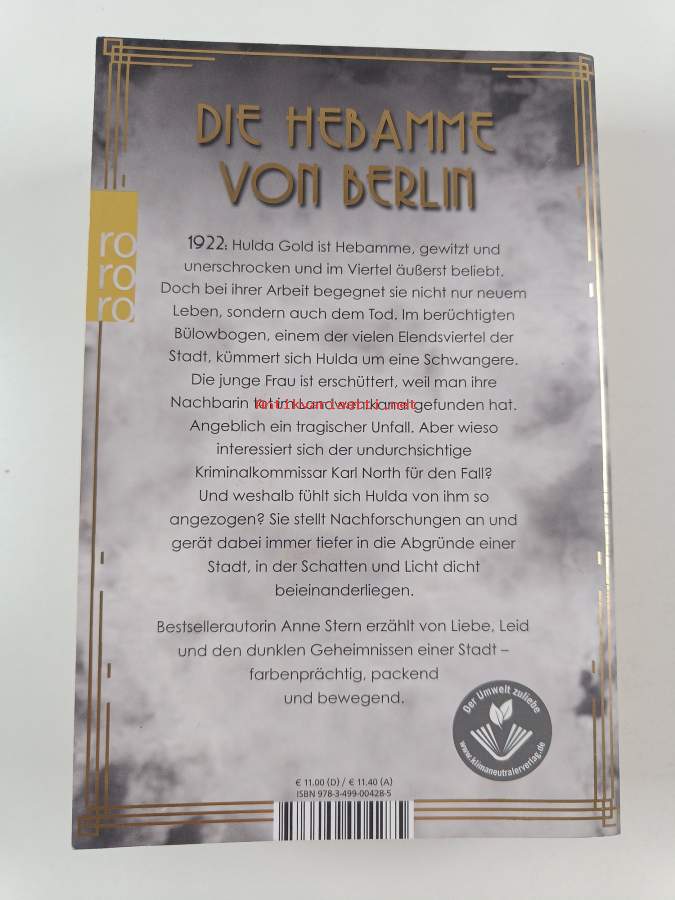 DIE HEBAMME
VON BERLIN
ro
ro
ro
1922: Hulda Gold ist Hebamme, gewitzt und
unerschrocken und im Viertel äußerst beliebt.
Doch bei ihrer Arbeit begegnet sie nicht nur neuem
Leben, sondern auch dem Tod. Im berüchtigten
Bülowbogen, einem der vielen Elendsviertel der
Stadt, kümmert sich Hulda um eine Schwangere.
Die junge Frau ist erschüttert, weil man ihre
Nachbarin tot im Landwehrkanal gefunden hat.
Angeblich ein tragischer Unfall. Aber wieso
interessiert sich der undurchsichtige
Kriminalkommissar Karl North für den Fall?
Und weshalb fühlt sich Hulda von ihm so
angezogen? Sie stellt Nachforschungen an und
gerät dabei immer tiefer in die Abgründe einer
Stadt, in der Schatten und Licht dicht
beieinanderliegen.
Bestsellerautorin Anne Stern erzählt von Liebe, Leid
und den dunklen Geheimnissen einer Stadt –
farbenprächtig, packend
und bewegend.
Der Umwelt zuliebe
www.klimaneutralerverlag.de
€ 11.00 (D) / € 11.40 (A)
ISBN 978-3-499-00428-5